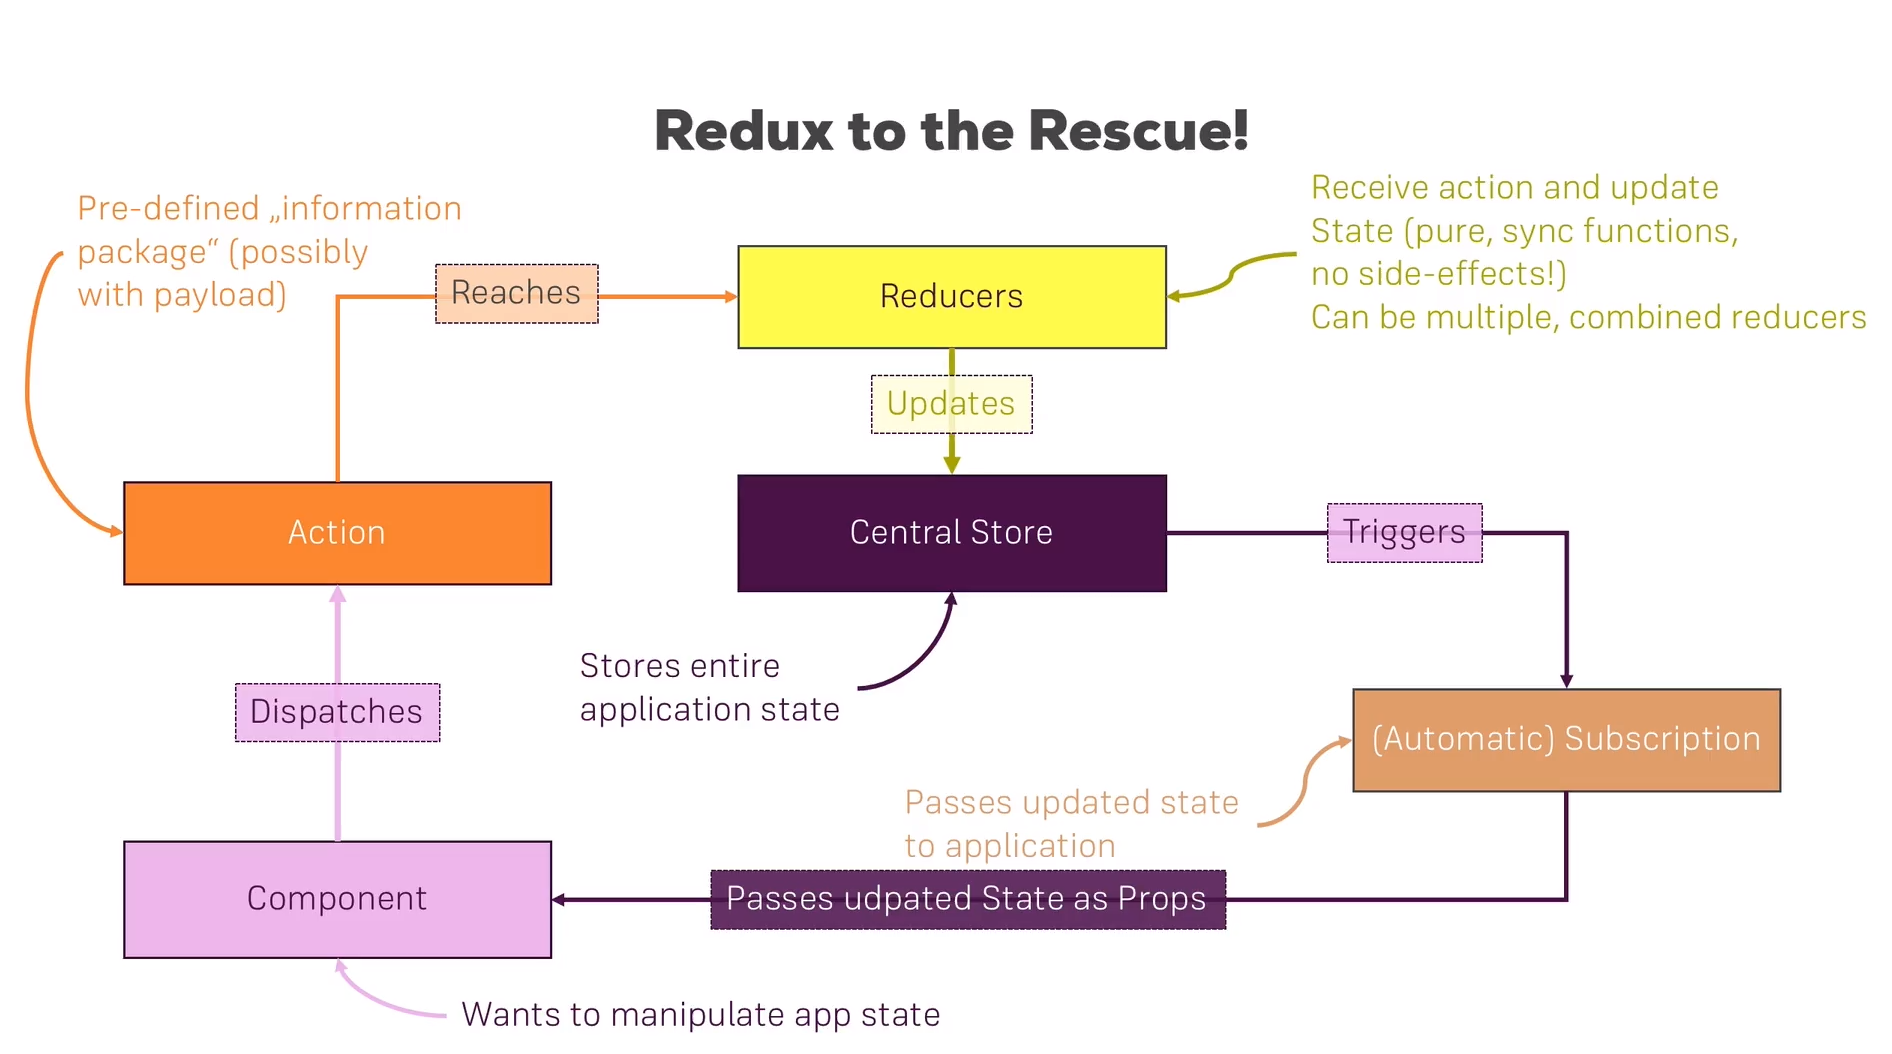 Redux to the Rescue!
Pre-defined „information
package“ (possibly
with payload)
Reaches
Reducers
Receive action and update
State (pure, sync functions,
no side-effects!)
Can be multiple, combined reducers
Updates
Action
Central Store
Triggers
Stores entire
application state
Dispatches
(Automatic) Subscription
Passes updated state
to application
Component
Passes udpated State as Props
Wants to manipulate app state